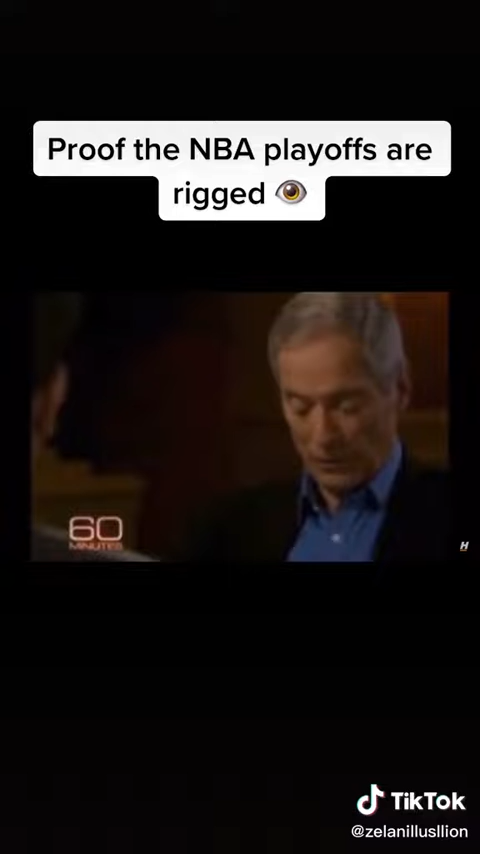 Proof the NBA playoffs are
rigged 👁️
60
MINUTES
H
TikTok
@zelanillusllion